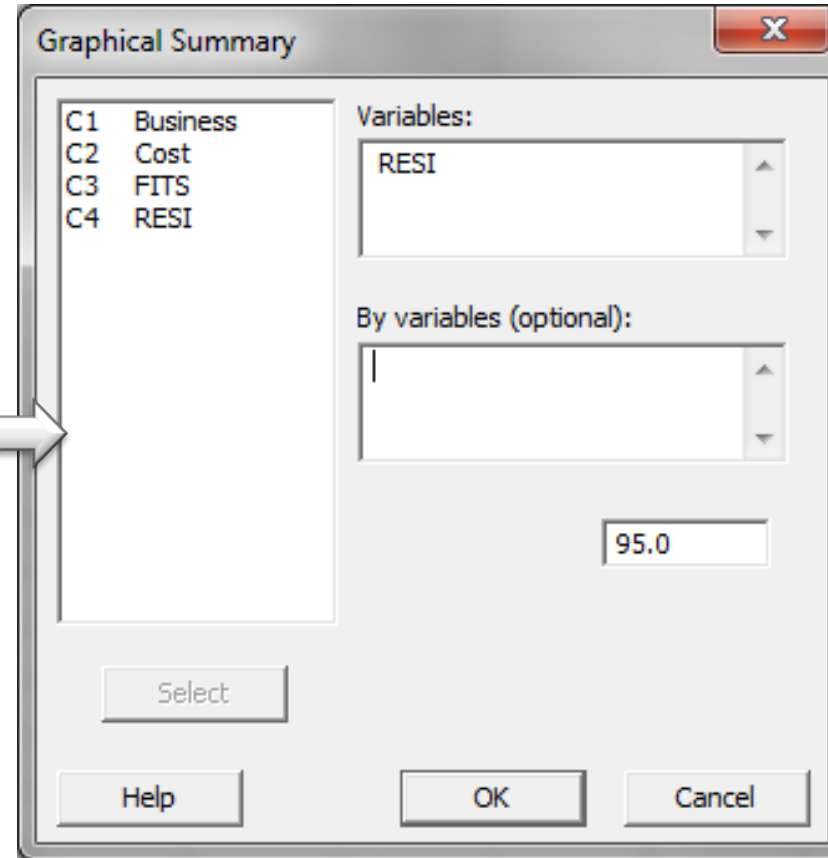 Graphical Summary
C1 Business
C2 Cost
C3 FITS
C4 RESI
Variables:
RESI
By variables (optional):
95.0
Select
Help
OK
Cancel